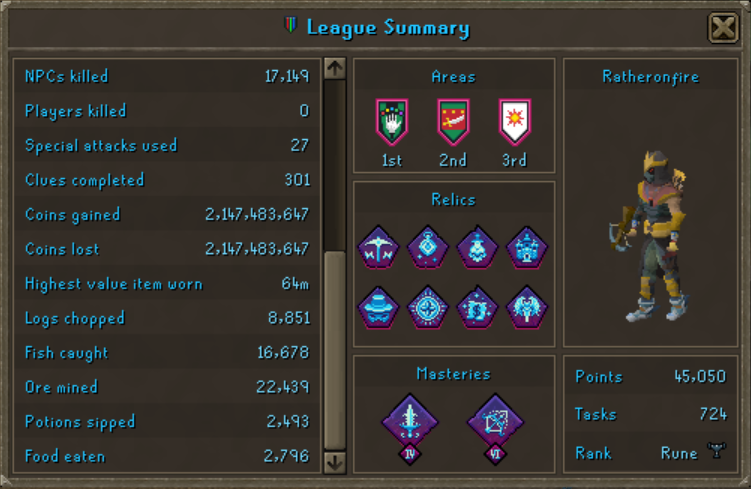 League Summary
NPCs killed 17,149
Players killed 0
Special attacks used 27
Clues completed 301
Coins gained 2,147,483,647
Coins lost 2,147,483,647
Highest value item worn 64m
Logs chopped 8,851
Fish caught 16,678
Ore mined 22,439
Potions sipped 2,493
Food eaten 2,796
Areas
1st 2nd 3rd
Relics
Masteries
IV VI
Ratheronfire
Points 45,050
Tasks 724
Rank Rune